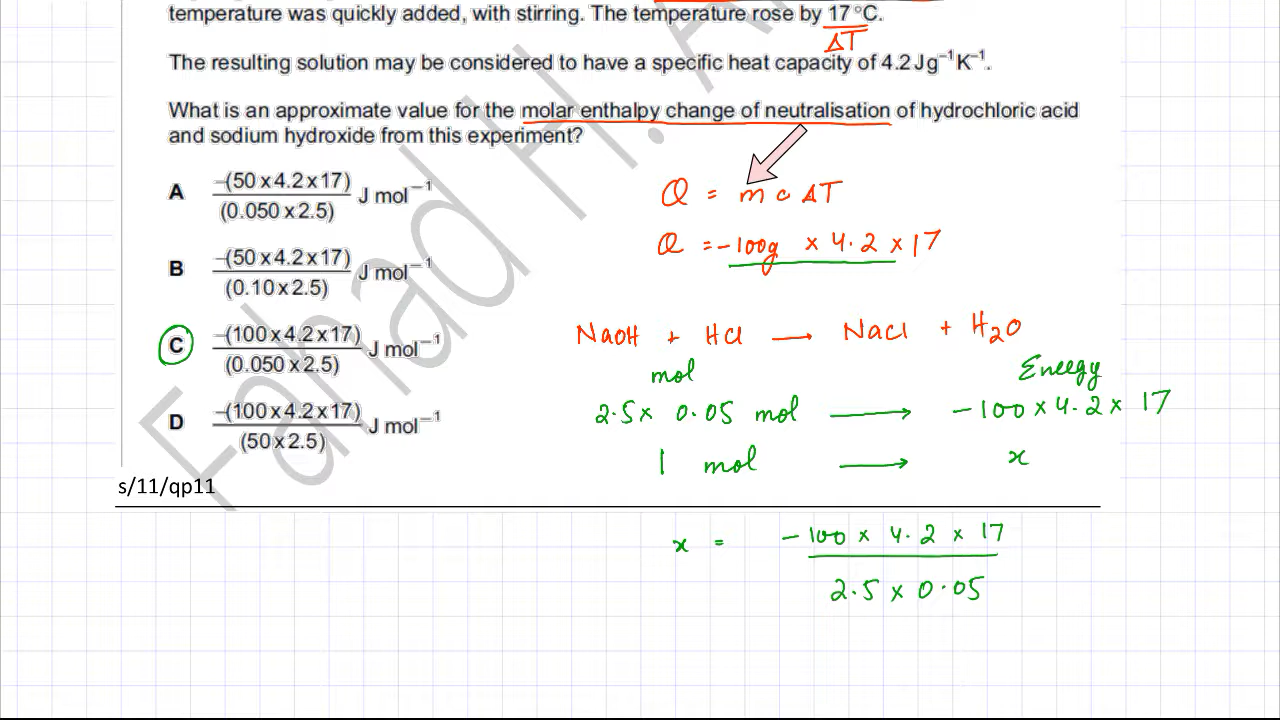 temperature was quickly added, with stirring. The temperature rose by 17 °C.
ΔT
The resulting solution may be considered to have a specific heat capacity of 4.2 J g⁻¹ K⁻¹.
What is an approximate value for the molar enthalpy change of neutralisation of hydrochloric acid
and sodium hydroxide from this experiment?
A –(50 x 4.2 x 17) / (0.050 x 2.5) J mol⁻¹
B –(50 x 4.2 x 17) / (0.10 x 2.5) J mol⁻¹
C –(100 x 4.2 x 17) / (0.050 x 2.5) J mol⁻¹
D –(100 x 4.2 x 17) / (50 x 2.5) J mol⁻¹
s/11/qp11
Q = m c ΔT
Q = -100g × 4.2 × 17
NaOH + HCl → NaCl + H₂O
mol Energy
2.5 × 0.05 mol → -100 × 4.2 × 17
1 mol → x
x = -100 × 4.2 × 17 / 2.5 × 0.05
Fahad H. A